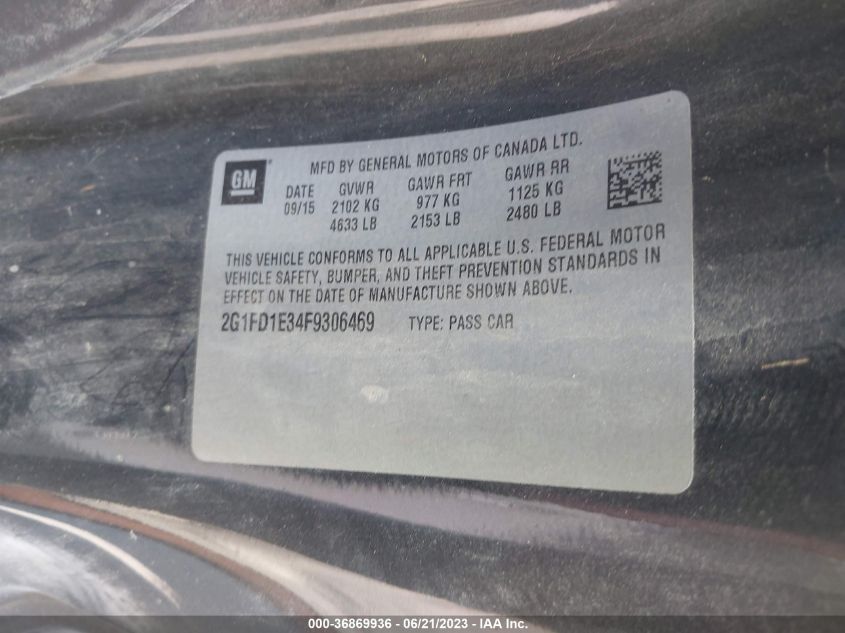 MFD BY GENERAL MOTORS OF CANADA LTD.
GM
DATE GVWR GAWR FRT GAWR RR
09/15 2102 KG 977 KG 1125 KG
4633 LB 2153 LB 2480 LB
THIS VEHICLE CONFORMS TO ALL APPLICABLE U.S. FEDERAL MOTOR
VEHICLE SAFETY, BUMPER, AND THEFT PREVENTION STANDARDS IN
EFFECT ON THE DATE OF MANUFACTURE SHOWN ABOVE.
2G1FD1E34F9306469 TYPE: PASS CAR
000-36869936 - 06/21/2023 - IAA Inc.